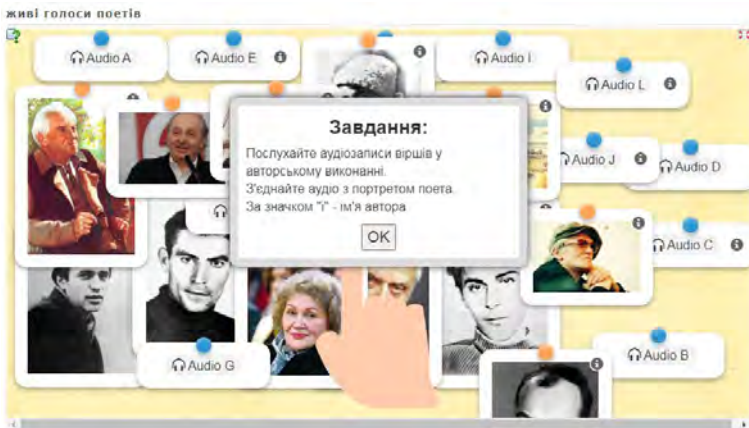 живі голоси поетів
Audio A
Audio E
Audio I
Audio L
Завдання:
Послухайте аудіозаписи віршів у
авторському виконанні.
З'єднайте аудіо з портретом поета.
За значком "і" - ім'я автора
OK
Audio J
Audio D
Audio C
Audio G
Audio B